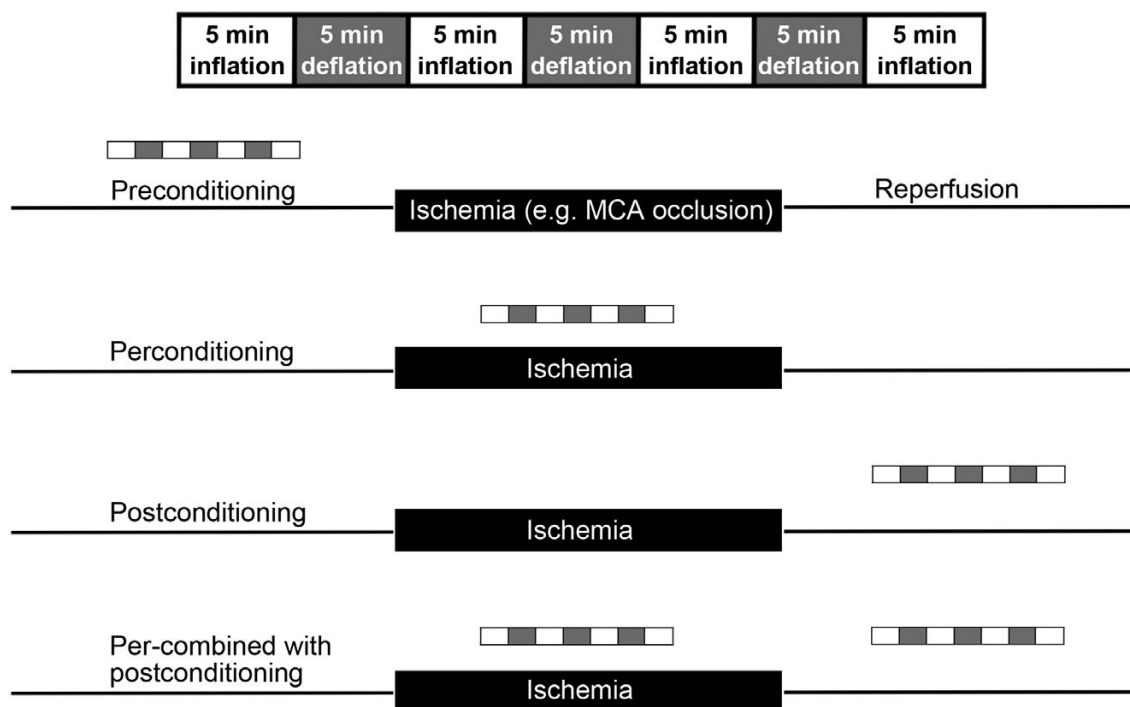 5 min 5 min 5 min 5 min 5 min 5 min 5 min
inflation deflation inflation deflation inflation deflation inflation
Preconditioning
Ischemia (e.g. MCA occlusion)
Reperfusion
Perconditioning
Ischemia
Postconditioning
Ischemia
Per-combined with
postconditioning
Ischemia